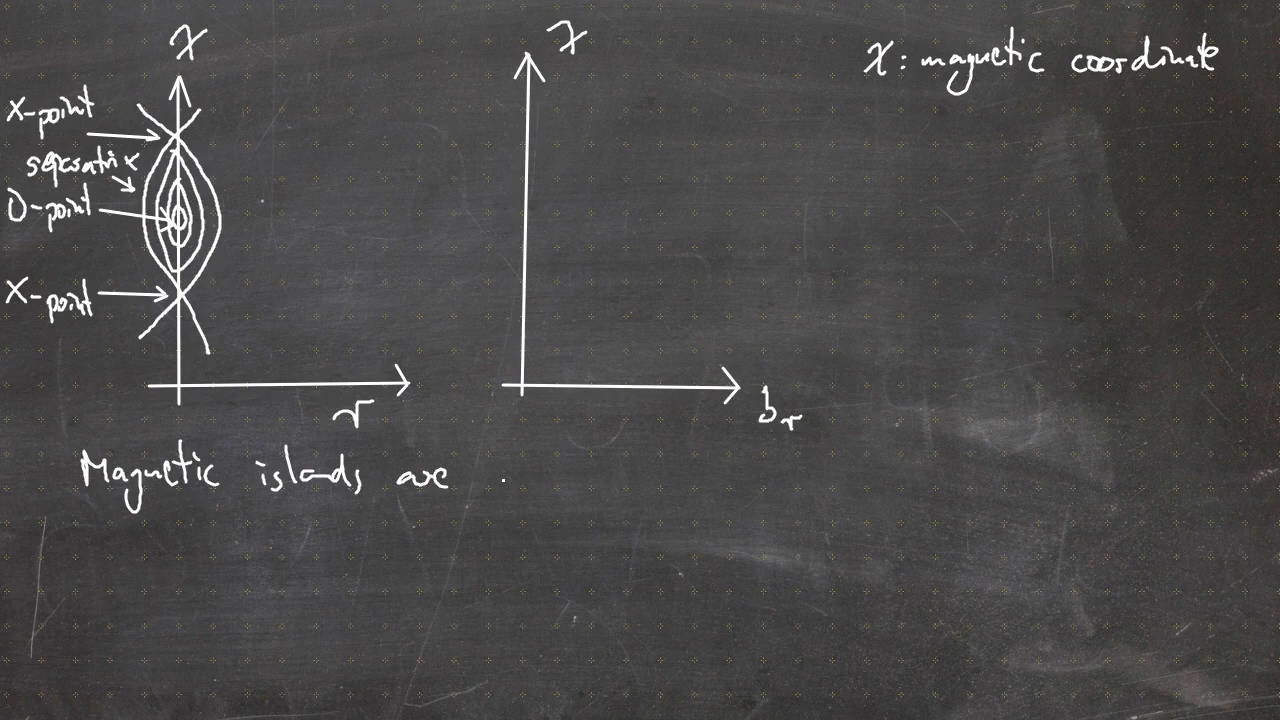 χ
χ
χ: magnetic coordinate
X-point
separatrix
O-point
X-point
r
b_r
Magnetic islands are